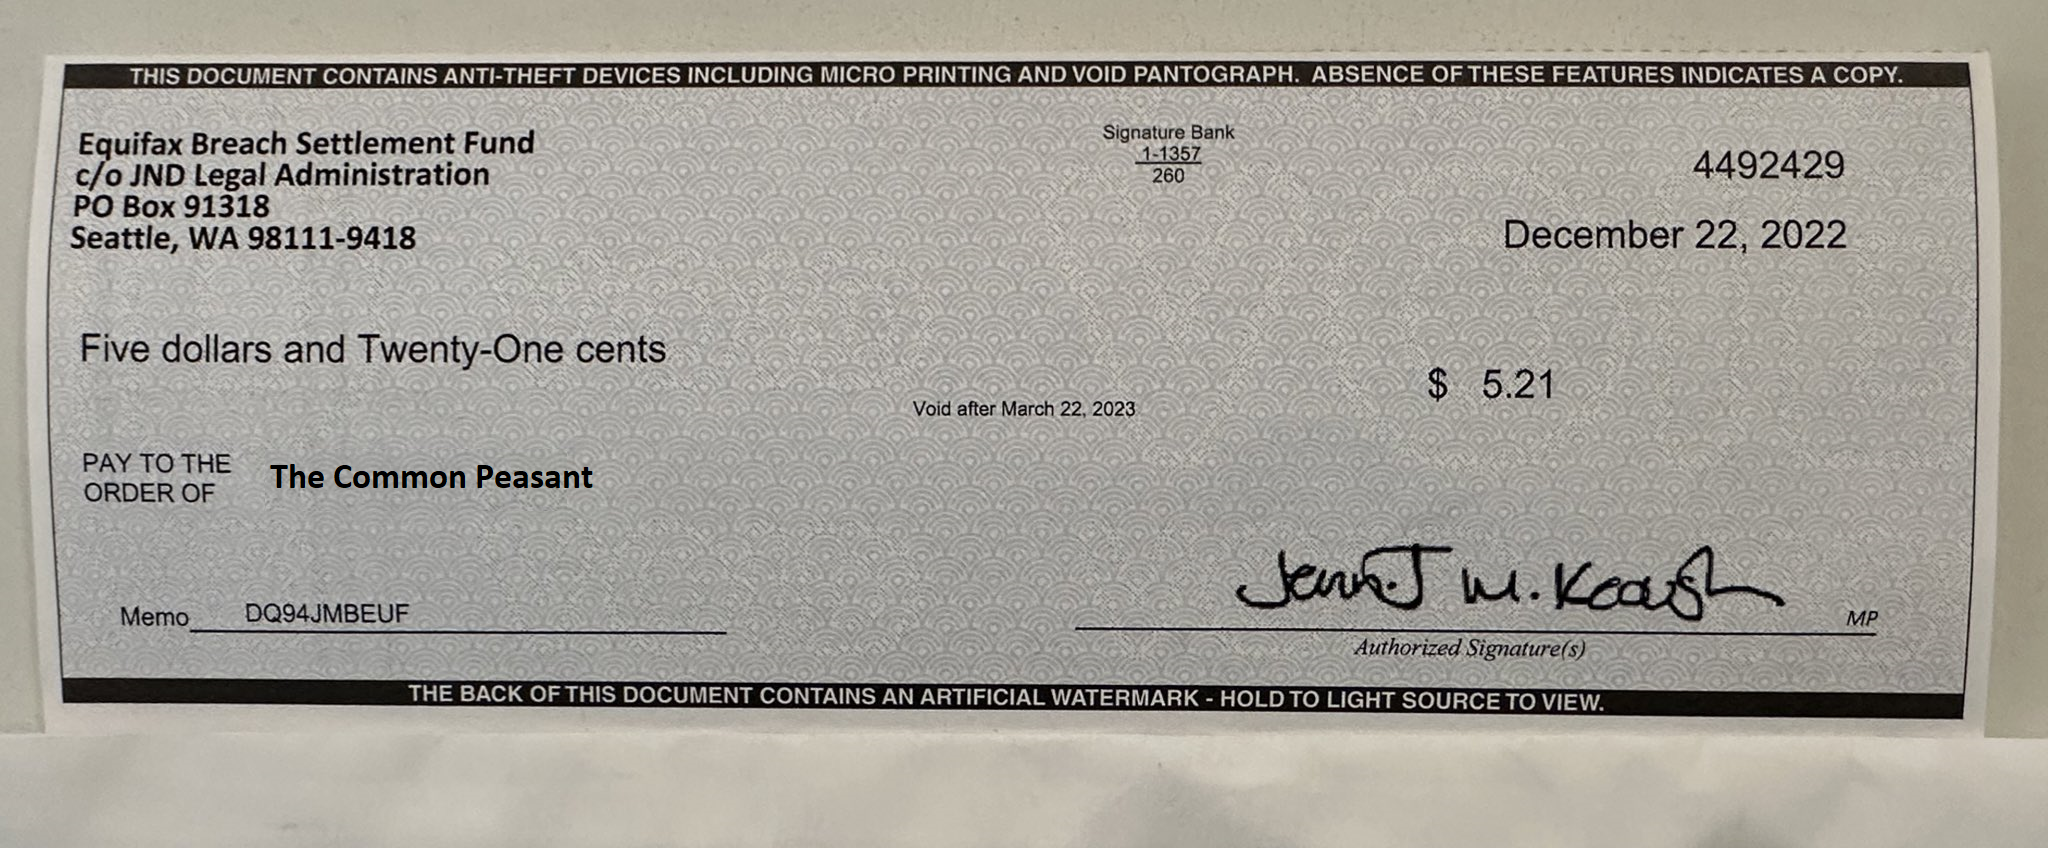 THIS DOCUMENT CONTAINS ANTI-THEFT DEVICES INCLUDING MICRO PRINTING AND VOID PANTOGRAPH. ABSENCE OF THESE FEATURES INDICATES A COPY.
Equifax Breach Settlement Fund
c/o JND Legal Administration
PO Box 91318
Seattle, WA 98111-9418
Signature Bank
1-1357
260
4492429
December 22, 2022
Five dollars and Twenty-One cents
$ 5.21
Void after March 22, 2023
PAY TO THE
ORDER OF
The Common Peasant
Memo DQ94JMBEUF
MP
Authorized Signature(s)
THE BACK OF THIS DOCUMENT CONTAINS AN ARTIFICIAL WATERMARK - HOLD TO LIGHT SOURCE TO VIEW.